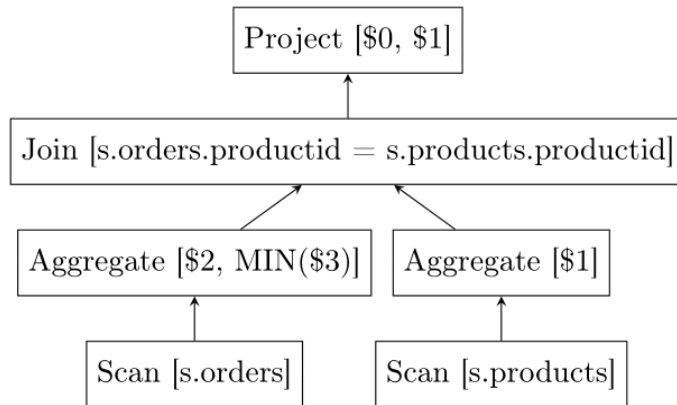 Project [$0, $1]
Join [s.orders.productid = s.products.productid]
Aggregate [$2, MIN($3)]
Aggregate [$1]
Scan [s.orders]
Scan [s.products]